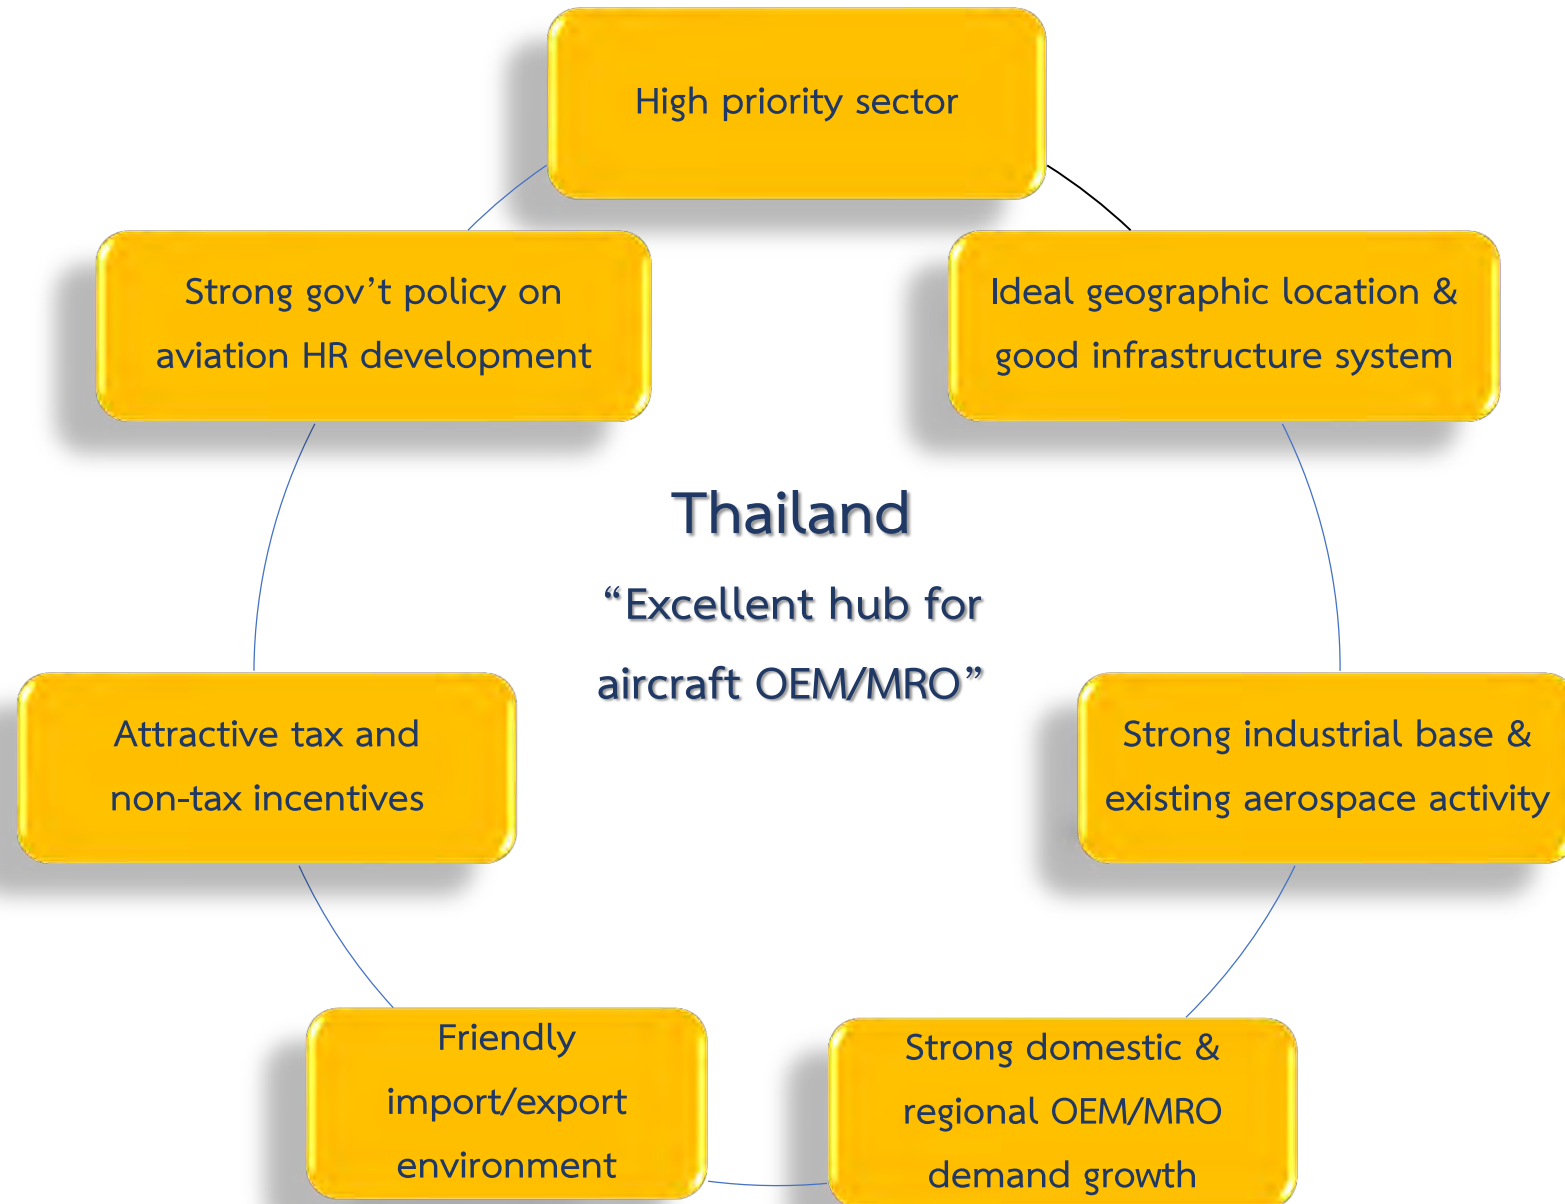 High priority sector
Strong gov’t policy on
aviation HR development
Ideal geographic location &
good infrastructure system
Thailand
“Excellent hub for
aircraft OEM/MRO”
Attractive tax and
non-tax incentives
Strong industrial base &
existing aerospace activity
Friendly
import/export
environment
Strong domestic &
regional OEM/MRO
demand growth